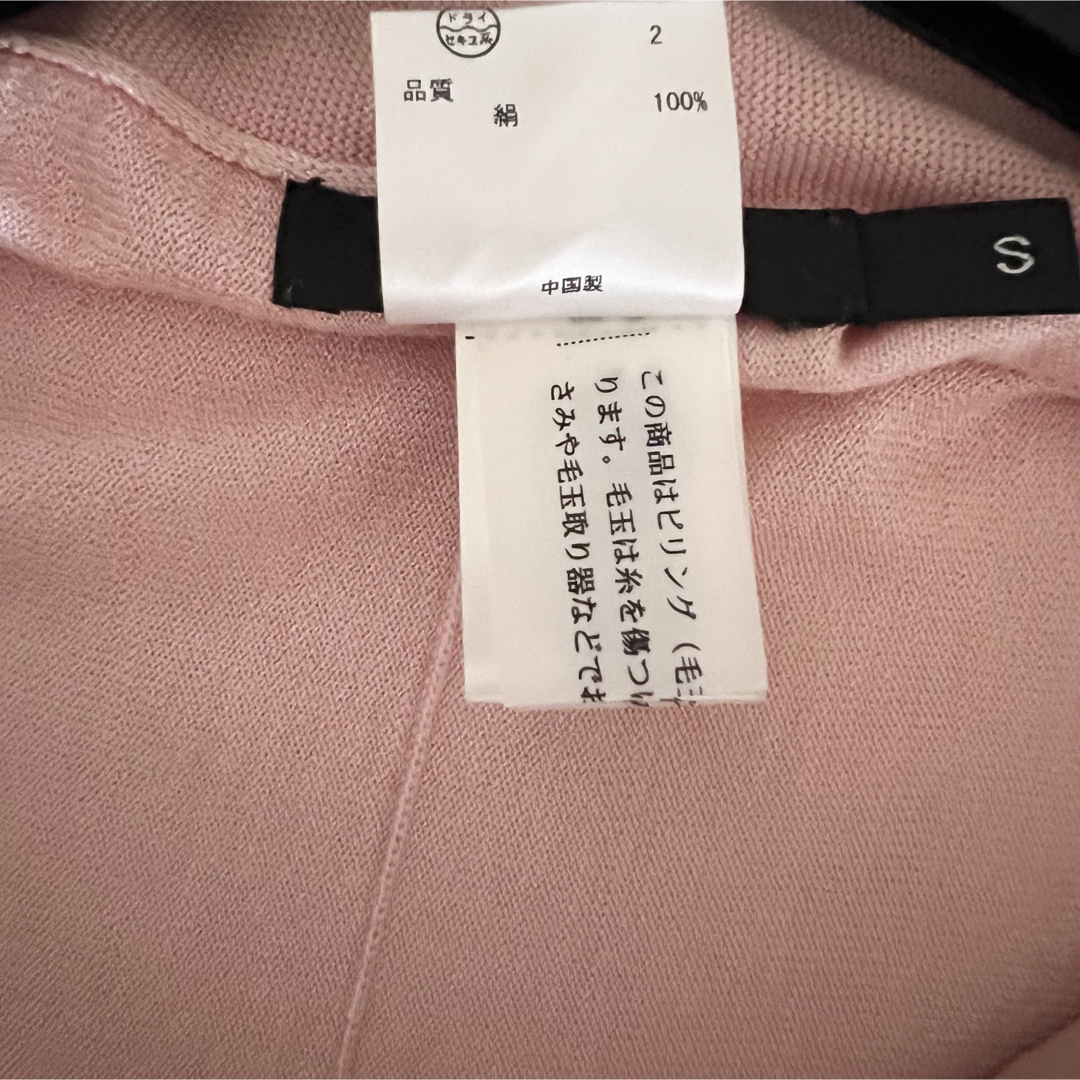 ドライ
セキユ系
2
品質
絹 100%
中国製
S
この商品はピリング（毛
ります。毛玉は糸を傷つ
さみや毛玉取り器などで